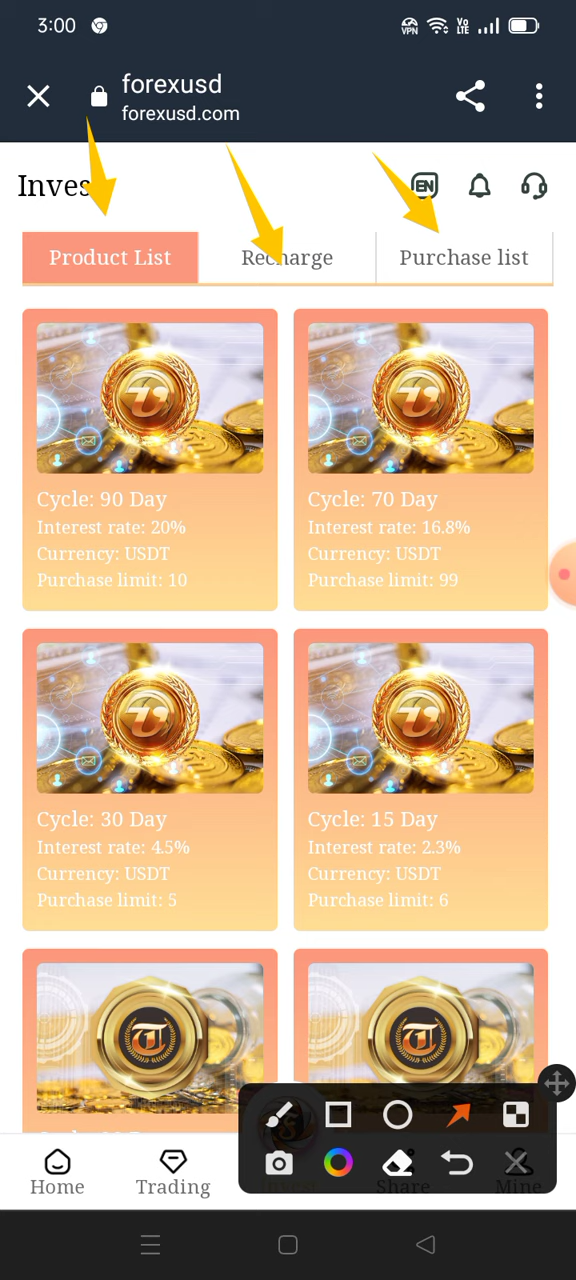 3:00
VPN
Vo
LTE
forexusd
forexusd.com
Inves
EN
Product List
Recharge
Purchase list
Cycle: 90 Day
Interest rate: 20%
Currency: USDT
Purchase limit: 10
Cycle: 70 Day
Interest rate: 16.8%
Currency: USDT
Purchase limit: 99
Cycle: 30 Day
Interest rate: 4.5%
Currency: USDT
Purchase limit: 5
Cycle: 15 Day
Interest rate: 2.3%
Currency: USDT
Purchase limit: 6
Home
Trading
Share
Mine